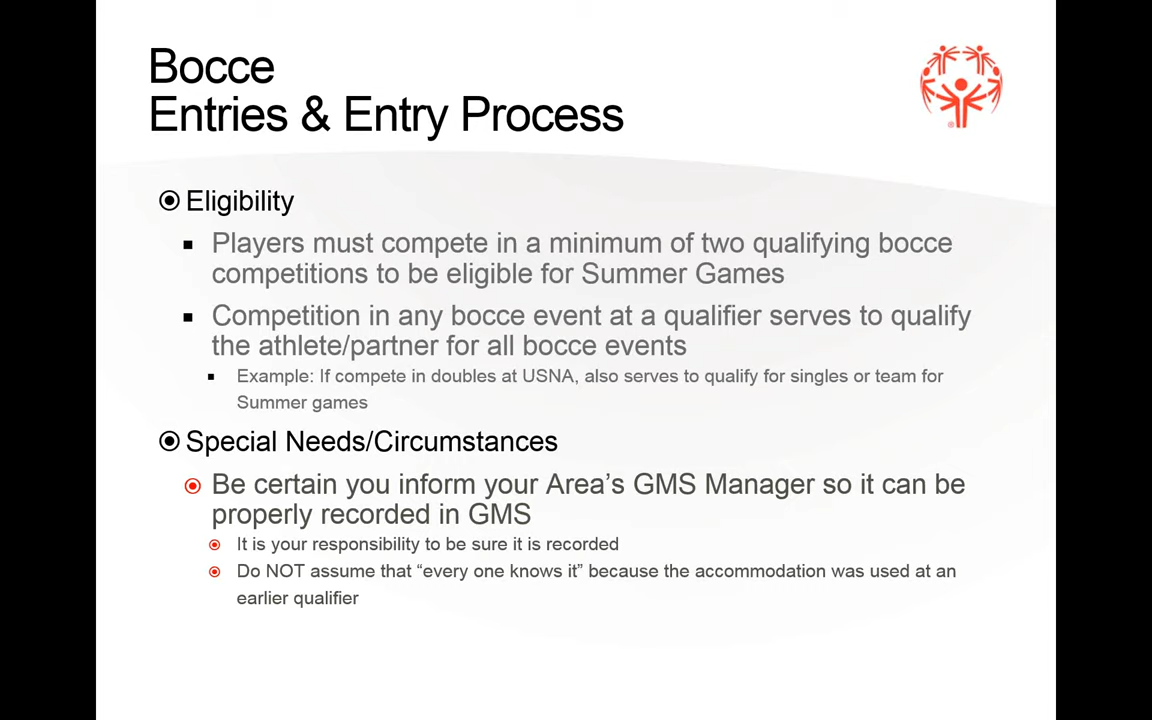 Bocce
Entries & Entry Process
Eligibility
Players must compete in a minimum of two qualifying bocce
competitions to be eligible for Summer Games
Competition in any bocce event at a qualifier serves to qualify
the athlete/partner for all bocce events
Example: If compete in doubles at USNA, also serves to qualify for singles or team for
Summer games
Special Needs/Circumstances
Be certain you inform your Area’s GMS Manager so it can be
properly recorded in GMS
It is your responsibility to be sure it is recorded
Do NOT assume that “every one knows it” because the accommodation was used at an
earlier qualifier